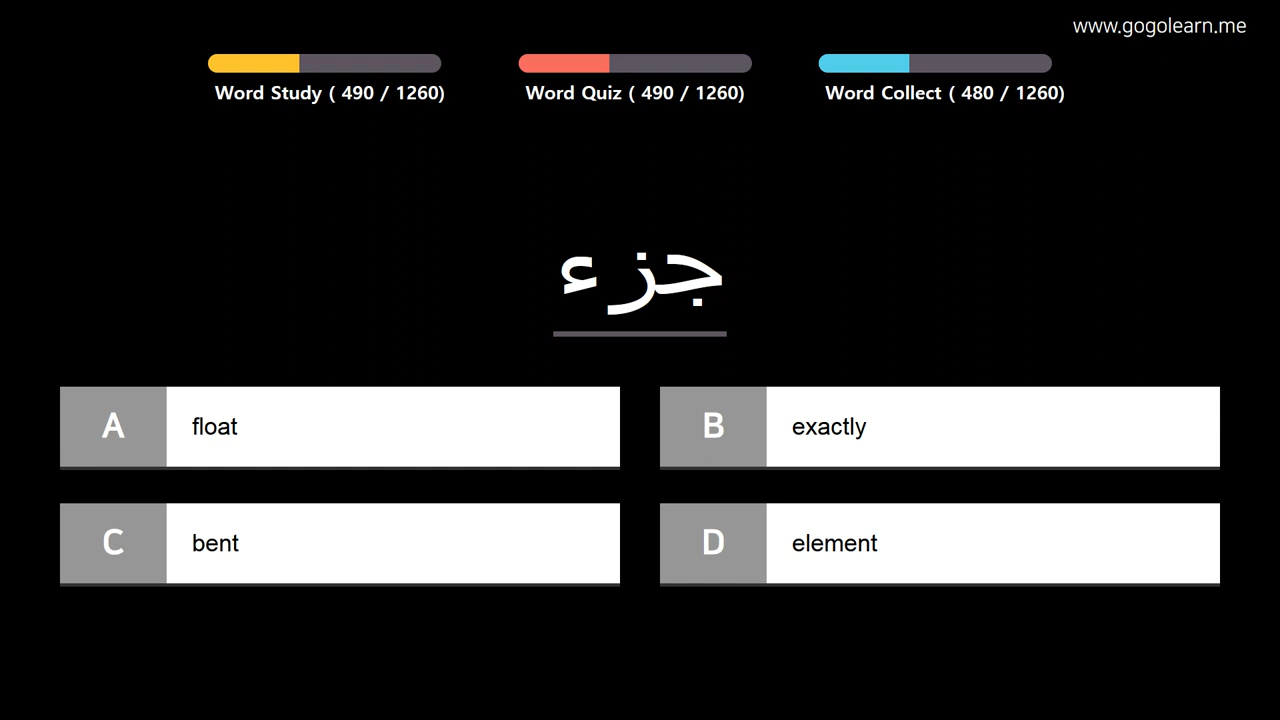 www.gogolearn.me
Word Study ( 490 / 1260)
Word Quiz ( 490 / 1260)
Word Collect ( 480 / 1260)
جزء
A float
B exactly
C bent
D element